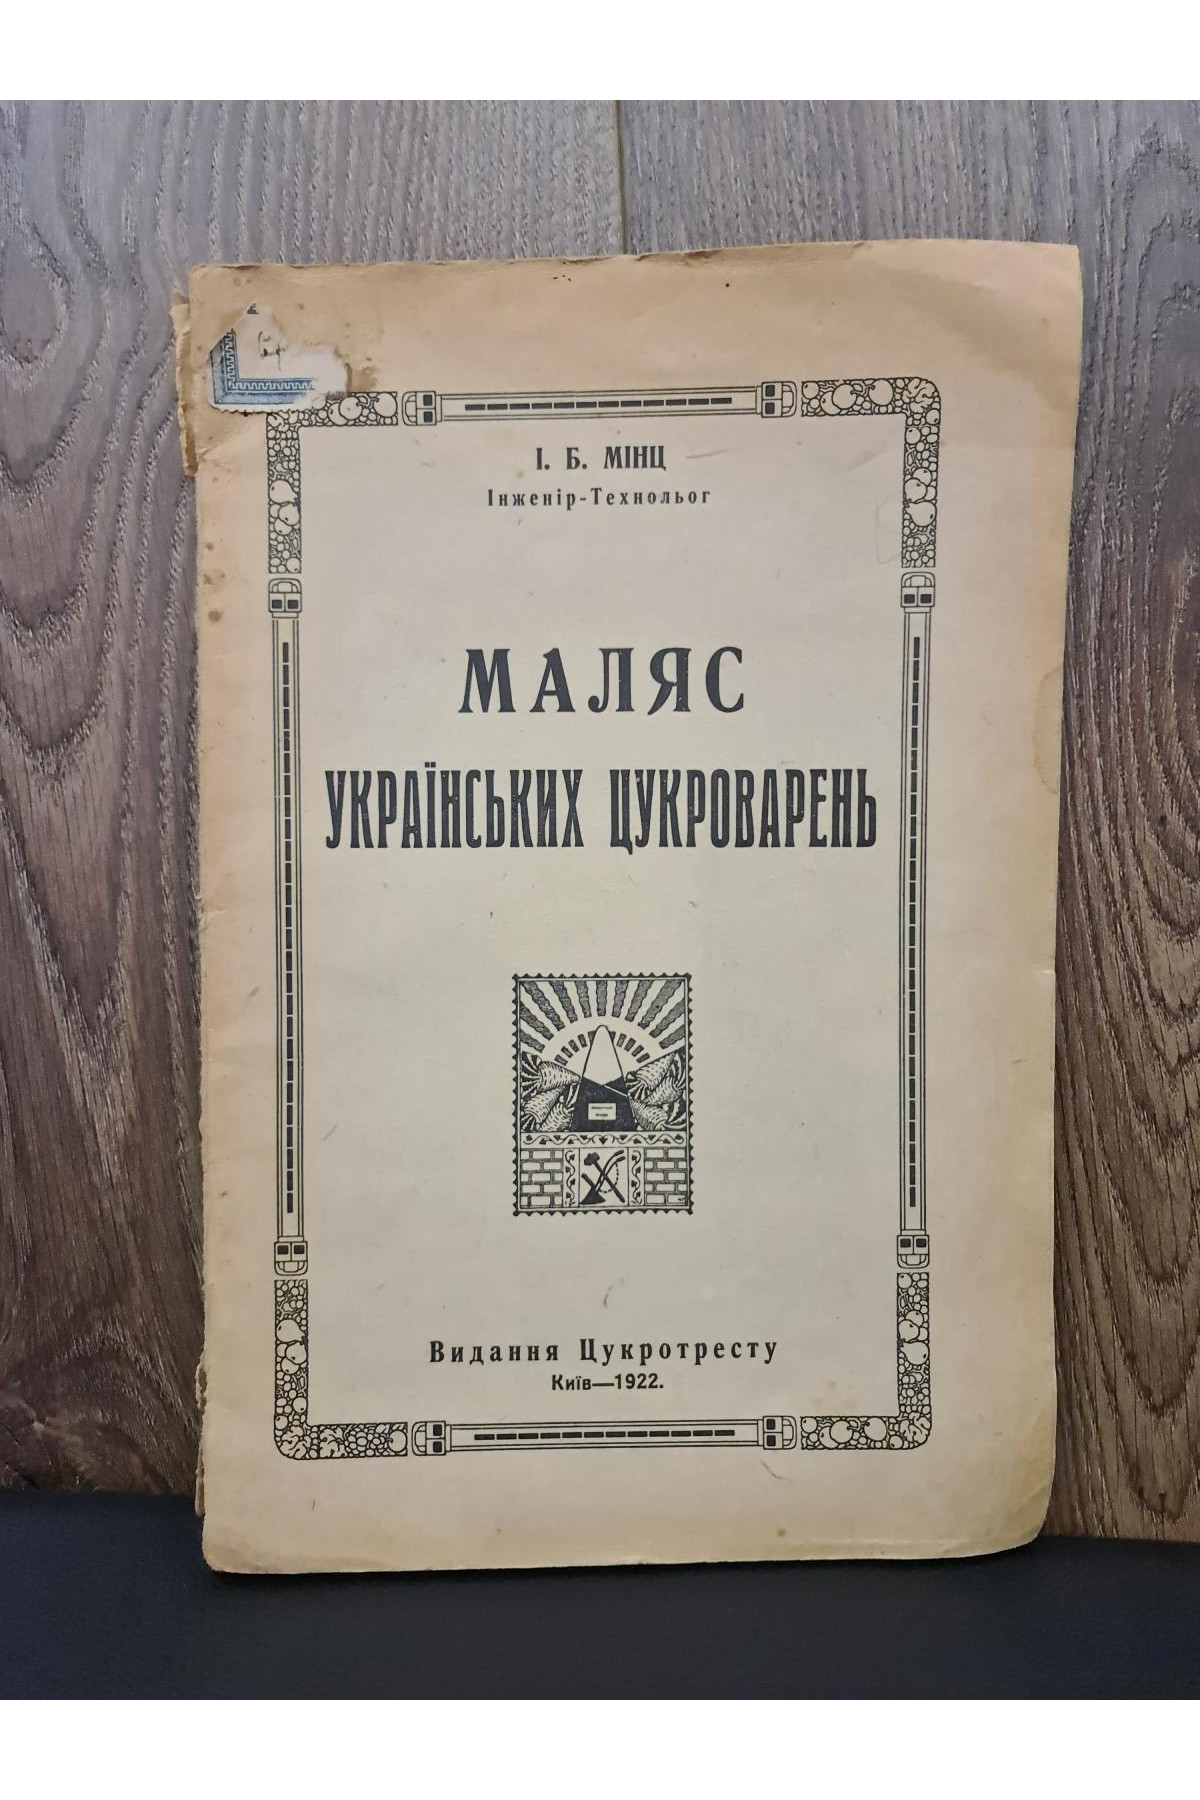 І. Б. МІНЦ
Інженір-Технольог
МАЛЯС
УКРАЇНСЬКИХ ЦУКРОВАРЕНЬ
Видання Цукротресту
Київ—1922.